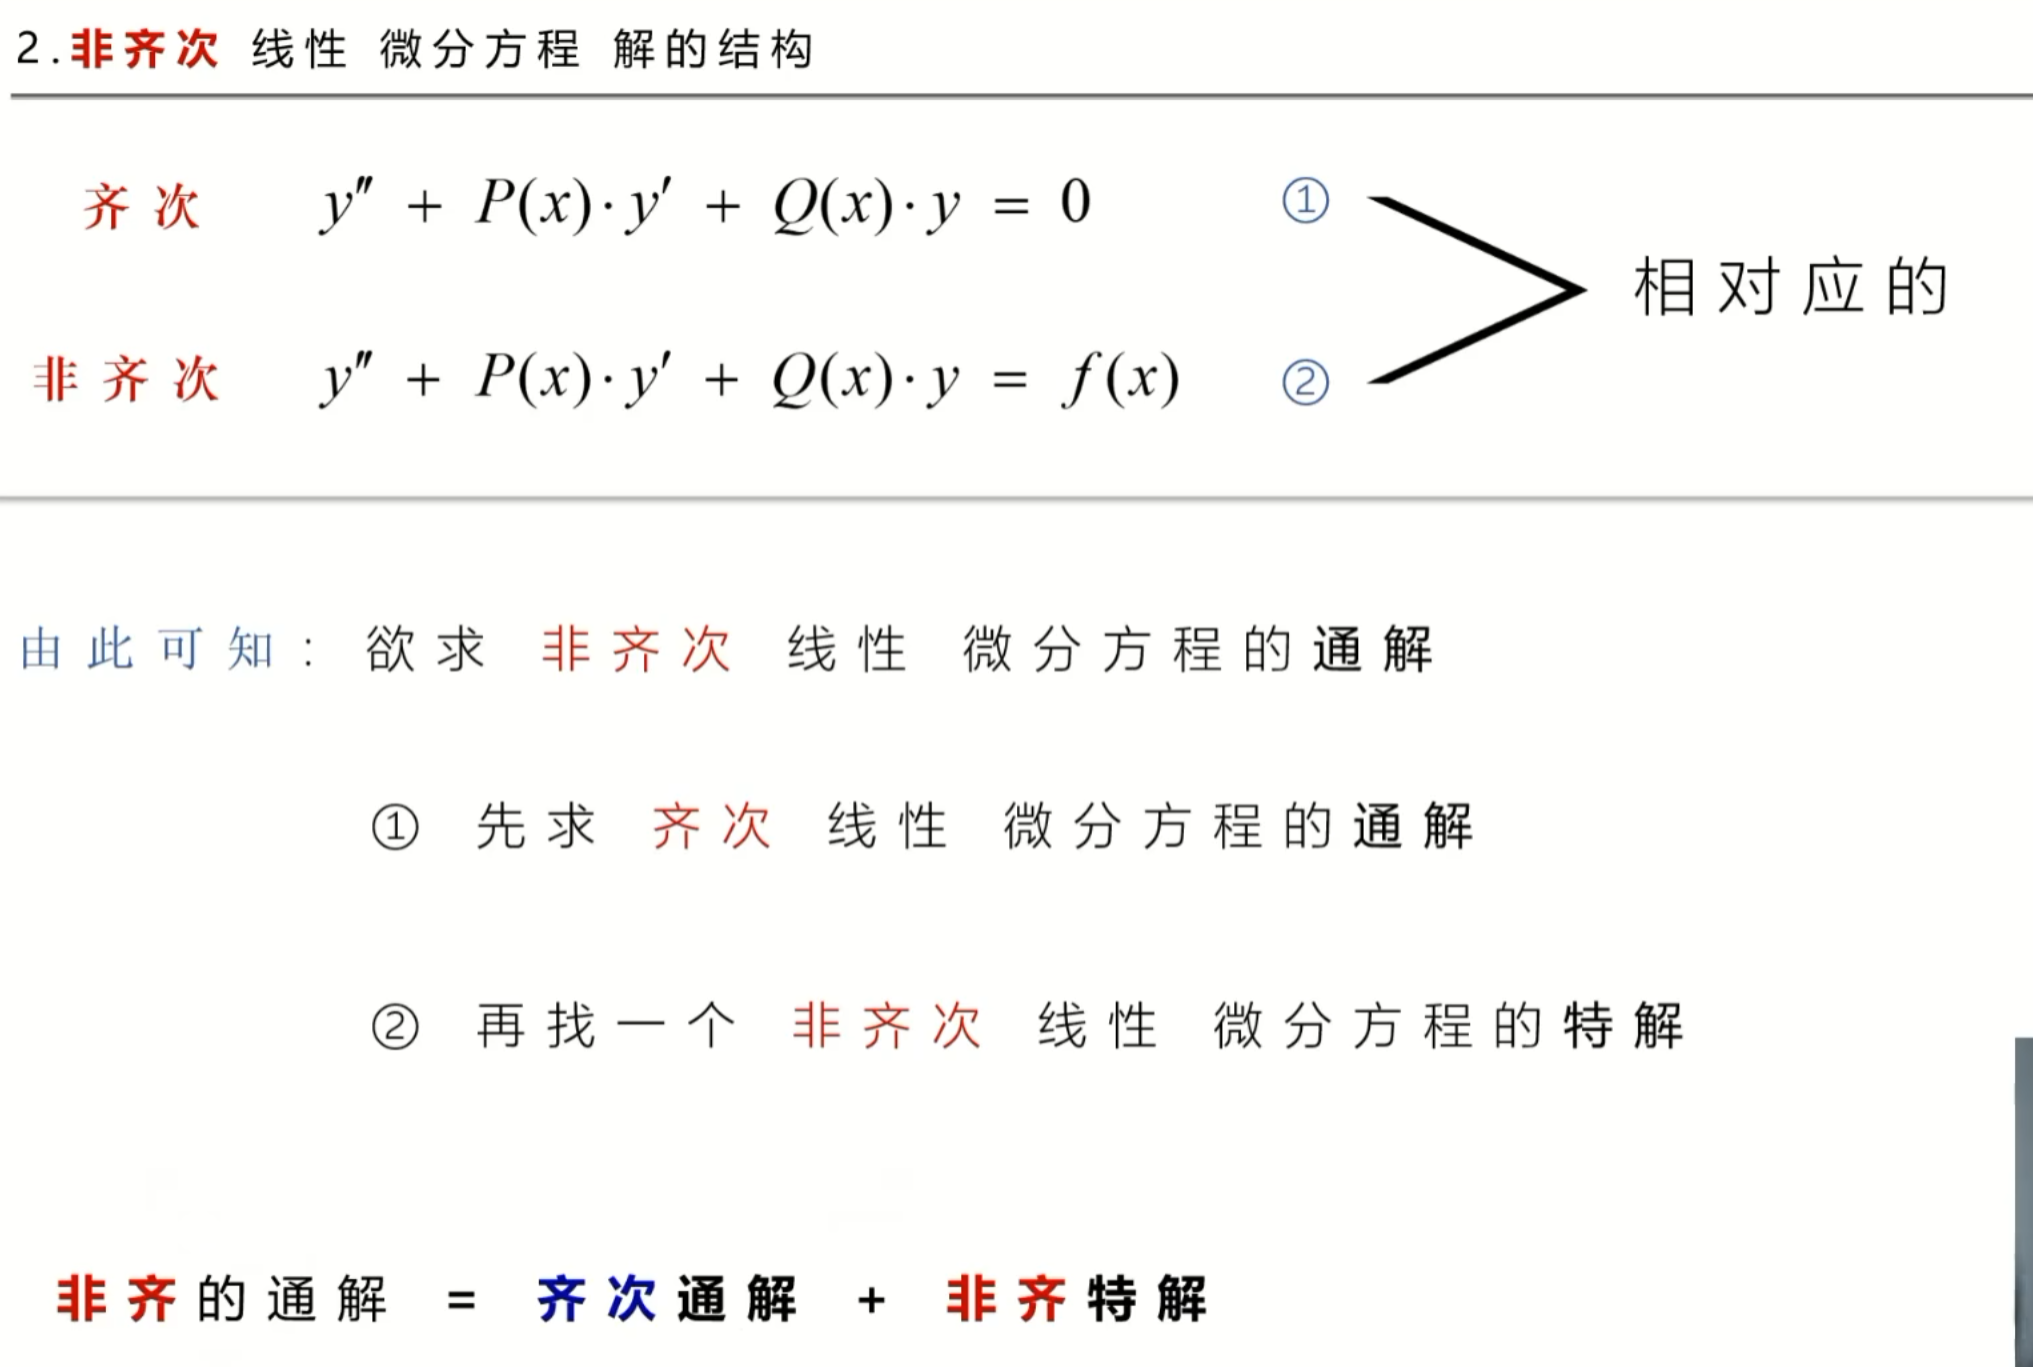 2.非齐次 线性 微分方程 解的结构
齐次 y″ + P(x)·y′ + Q(x)·y = 0 ①
相对应的
非齐次 y″ + P(x)·y′ + Q(x)·y = f(x) ②
由此可知: 欲求 非齐次 线性 微分方程的通解
① 先求 齐次 线性 微分方程的通解
② 再找一个 非齐次 线性 微分方程的特解
非齐的通解 = 齐次通解 + 非齐特解